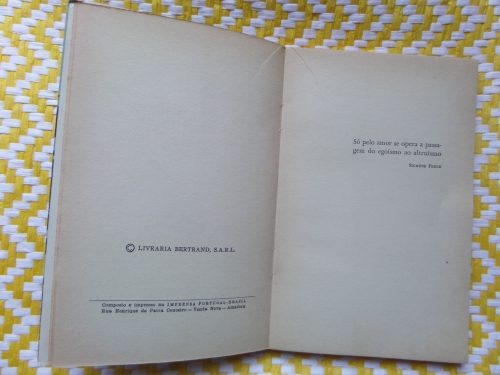 © LIVRARIA BERTRAND, S.A.R.L.
Composto e impresso na IMPRENSA PORTUGAL-BRASIL
Rua Henrique de Paiva Couceiro — Venda Nova — Amadora
Só pelo amor se opera a passa-
gem do egoísmo ao altruísmo